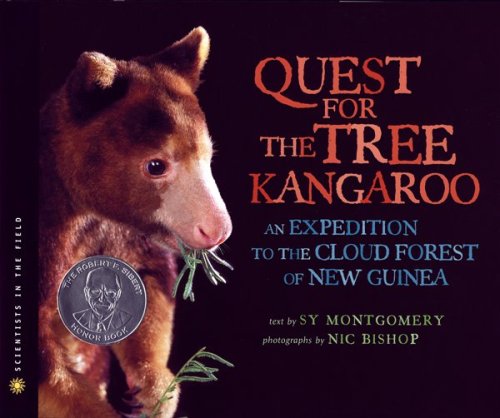 QUEST
FOR
THE TREE
KANGAROO
AN EXPEDITION
TO THE CLOUD FOREST
OF NEW GUINEA
text by SY MONTGOMERY
photographs by NIC BISHOP
THE ROBERT F. SIBERT
HONOR BOOK
SCIENTISTS IN THE FIELD